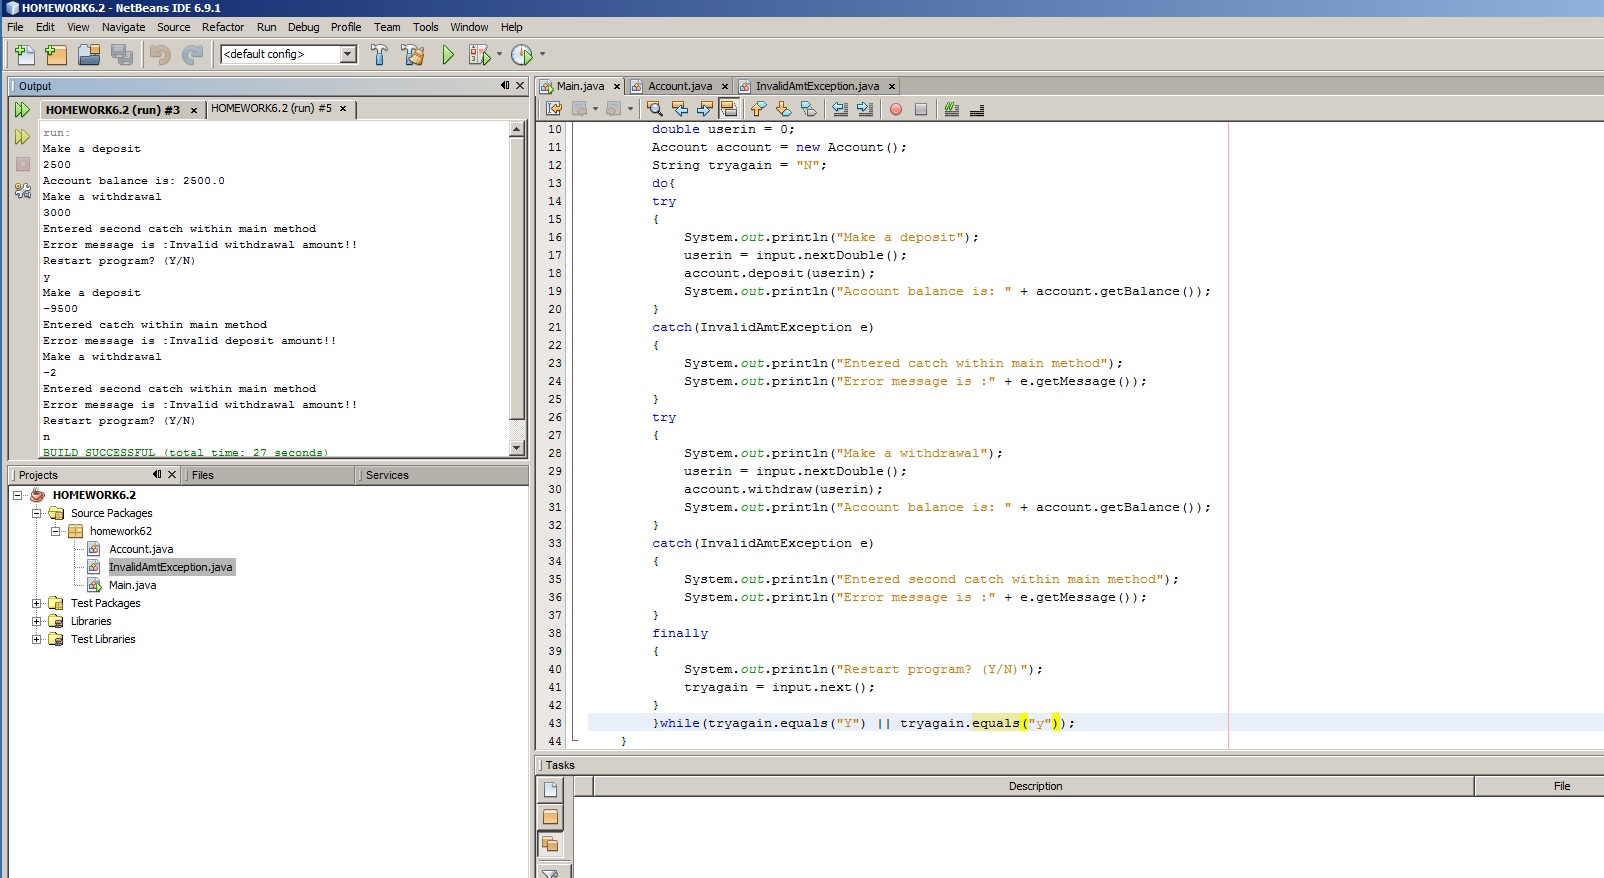 HOMEWORK6.2 - NetBeans IDE 6.9.1
File Edit View Navigate Source Refactor Run Debug Profile Team Tools Window Help
<default config>
Output
HOMEWORK6.2 (run) #3 × HOMEWORK6.2 (run) #5 ×
run:
Make a deposit
2500
Account balance is: 2500.0
Make a withdrawal
3000
Entered second catch within main method
Error message is :Invalid withdrawal amount!!
Restart program? (Y/N)
y
Make a deposit
-9500
Entered catch within main method
Error message is :Invalid deposit amount!!
Make a withdrawal
-2
Entered second catch within main method
Error message is :Invalid withdrawal amount!!
Restart program? (Y/N)
n
BUILD SUCCESSFUL (total time: 27 seconds)
Projects Files Services
HOMEWORK6.2
Source Packages
homework62
Account.java
InvalidAmtException.java
Main.java
Test Packages
Libraries
Test Libraries
Main.java × Account.java × InvalidAmtException.java ×
10 double userin = 0;
11 Account account = new Account();
12 String tryagain = "N";
13 do{
14 try
15 {
16 System.out.println("Make a deposit");
17 userin = input.nextDouble();
18 account.deposit(userin);
19 System.out.println("Account balance is: " + account.getBalance());
20 }
21 catch(InvalidAmtException e)
22 {
23 System.out.println("Entered catch within main method");
24 System.out.println("Error message is :" + e.getMessage());
25 }
26 try
27 {
28 System.out.println("Make a withdrawal");
29 userin = input.nextDouble();
30 account.withdraw(userin);
31 System.out.println("Account balance is: " + account.getBalance());
32 }
33 catch(InvalidAmtException e)
34 {
35 System.out.println("Entered second catch within main method");
36 System.out.println("Error message is :" + e.getMessage());
37 }
38 finally
39 {
40 System.out.println("Restart program? (Y/N)");
41 tryagain = input.next();
42 }
43 }while(tryagain.equals("Y") || tryagain.equals("y"));
44 }
Tasks
Description File